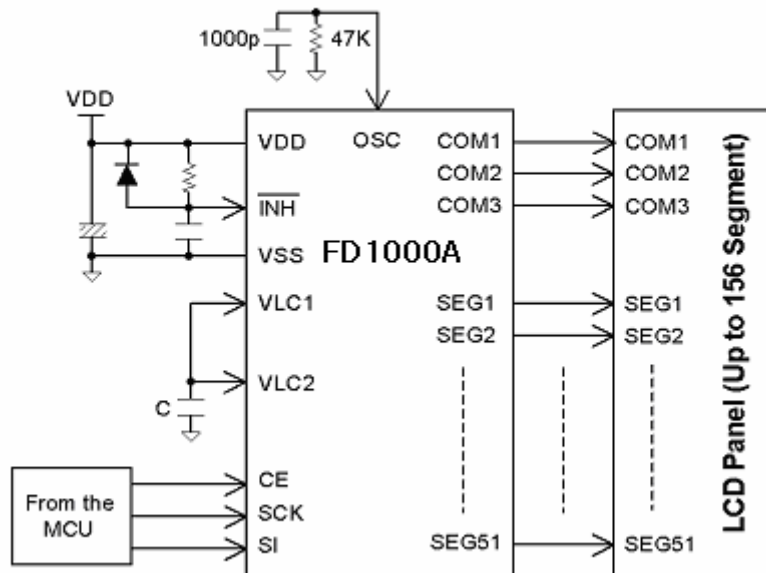 1000p
47K
VDD
VDD
OSC
COM1
COM1
COM2
COM2
COM3
COM3
INH
VSS
FD1000A
VLC1
SEG1
SEG1
SEG2
SEG2
VLC2
C
CE
From the
MCU
SCK
SI
SEG51
SEG51
LCD Panel (Up to 156 Segment)